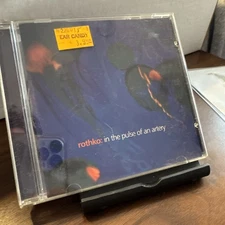 EAR CANDY
rothko: in the pulse of an artery